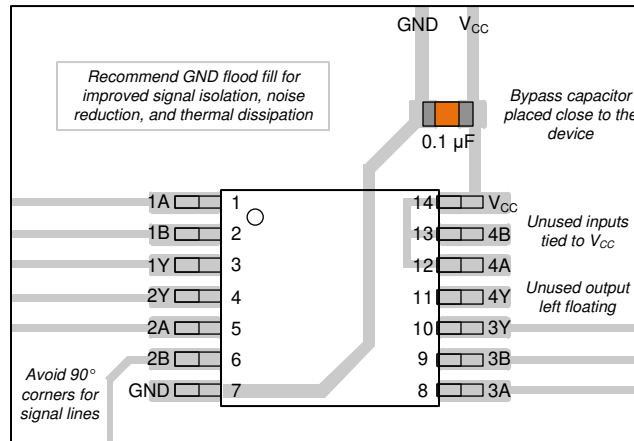 GND V_CC
Recommend GND flood fill for
improved signal isolation, noise
reduction, and thermal dissipation
Bypass capacitor
placed close to the
device
0.1 µF
1A 1 14 V_CC
1B 2 13 4B
1Y 3 12 4A
2Y 4 11 4Y
2A 5 10 3Y
2B 6 9 3B
GND 7 8 3A
Unused inputs
tied to V_CC
Unused output
left floating
Avoid 90°
corners for
signal lines